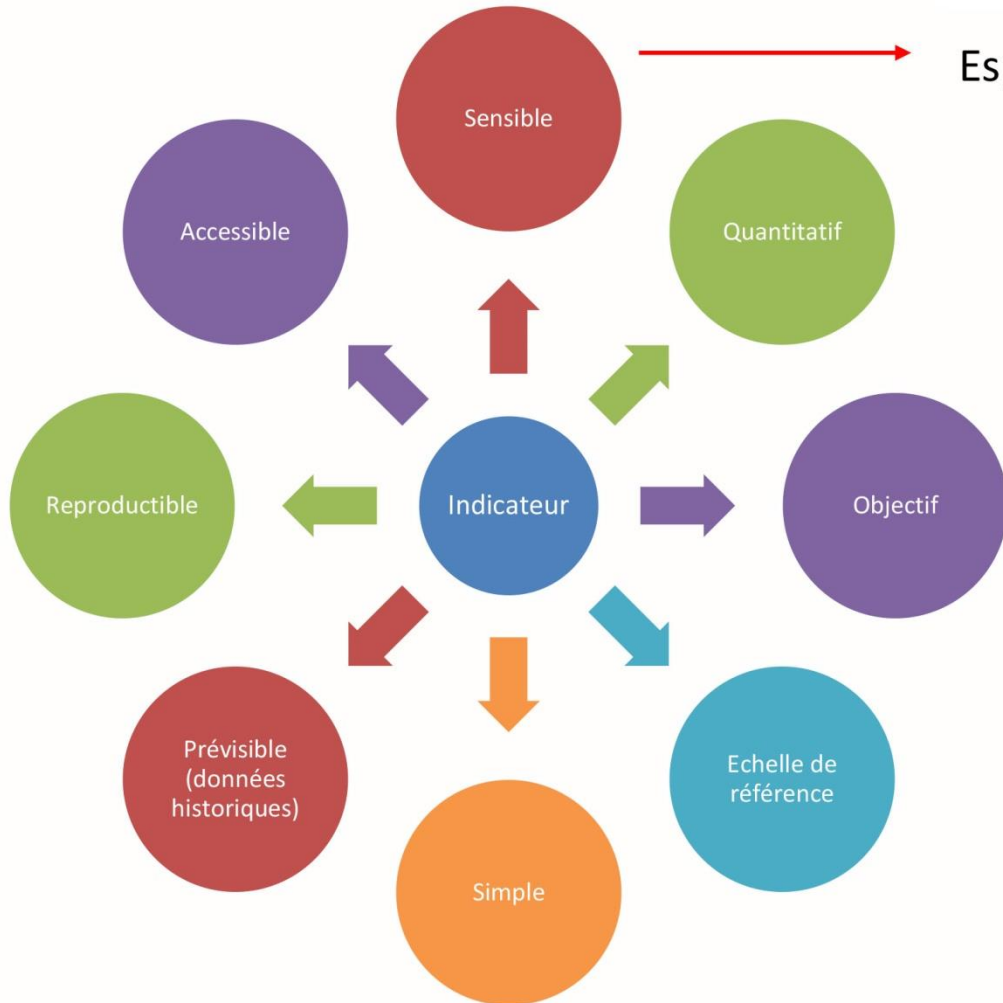 Sensible
Es
Accessible
Quantitatif
Reproductible
Indicateur
Objectif
Prévisible
(données
historiques)
Echelle de
référence
Simple